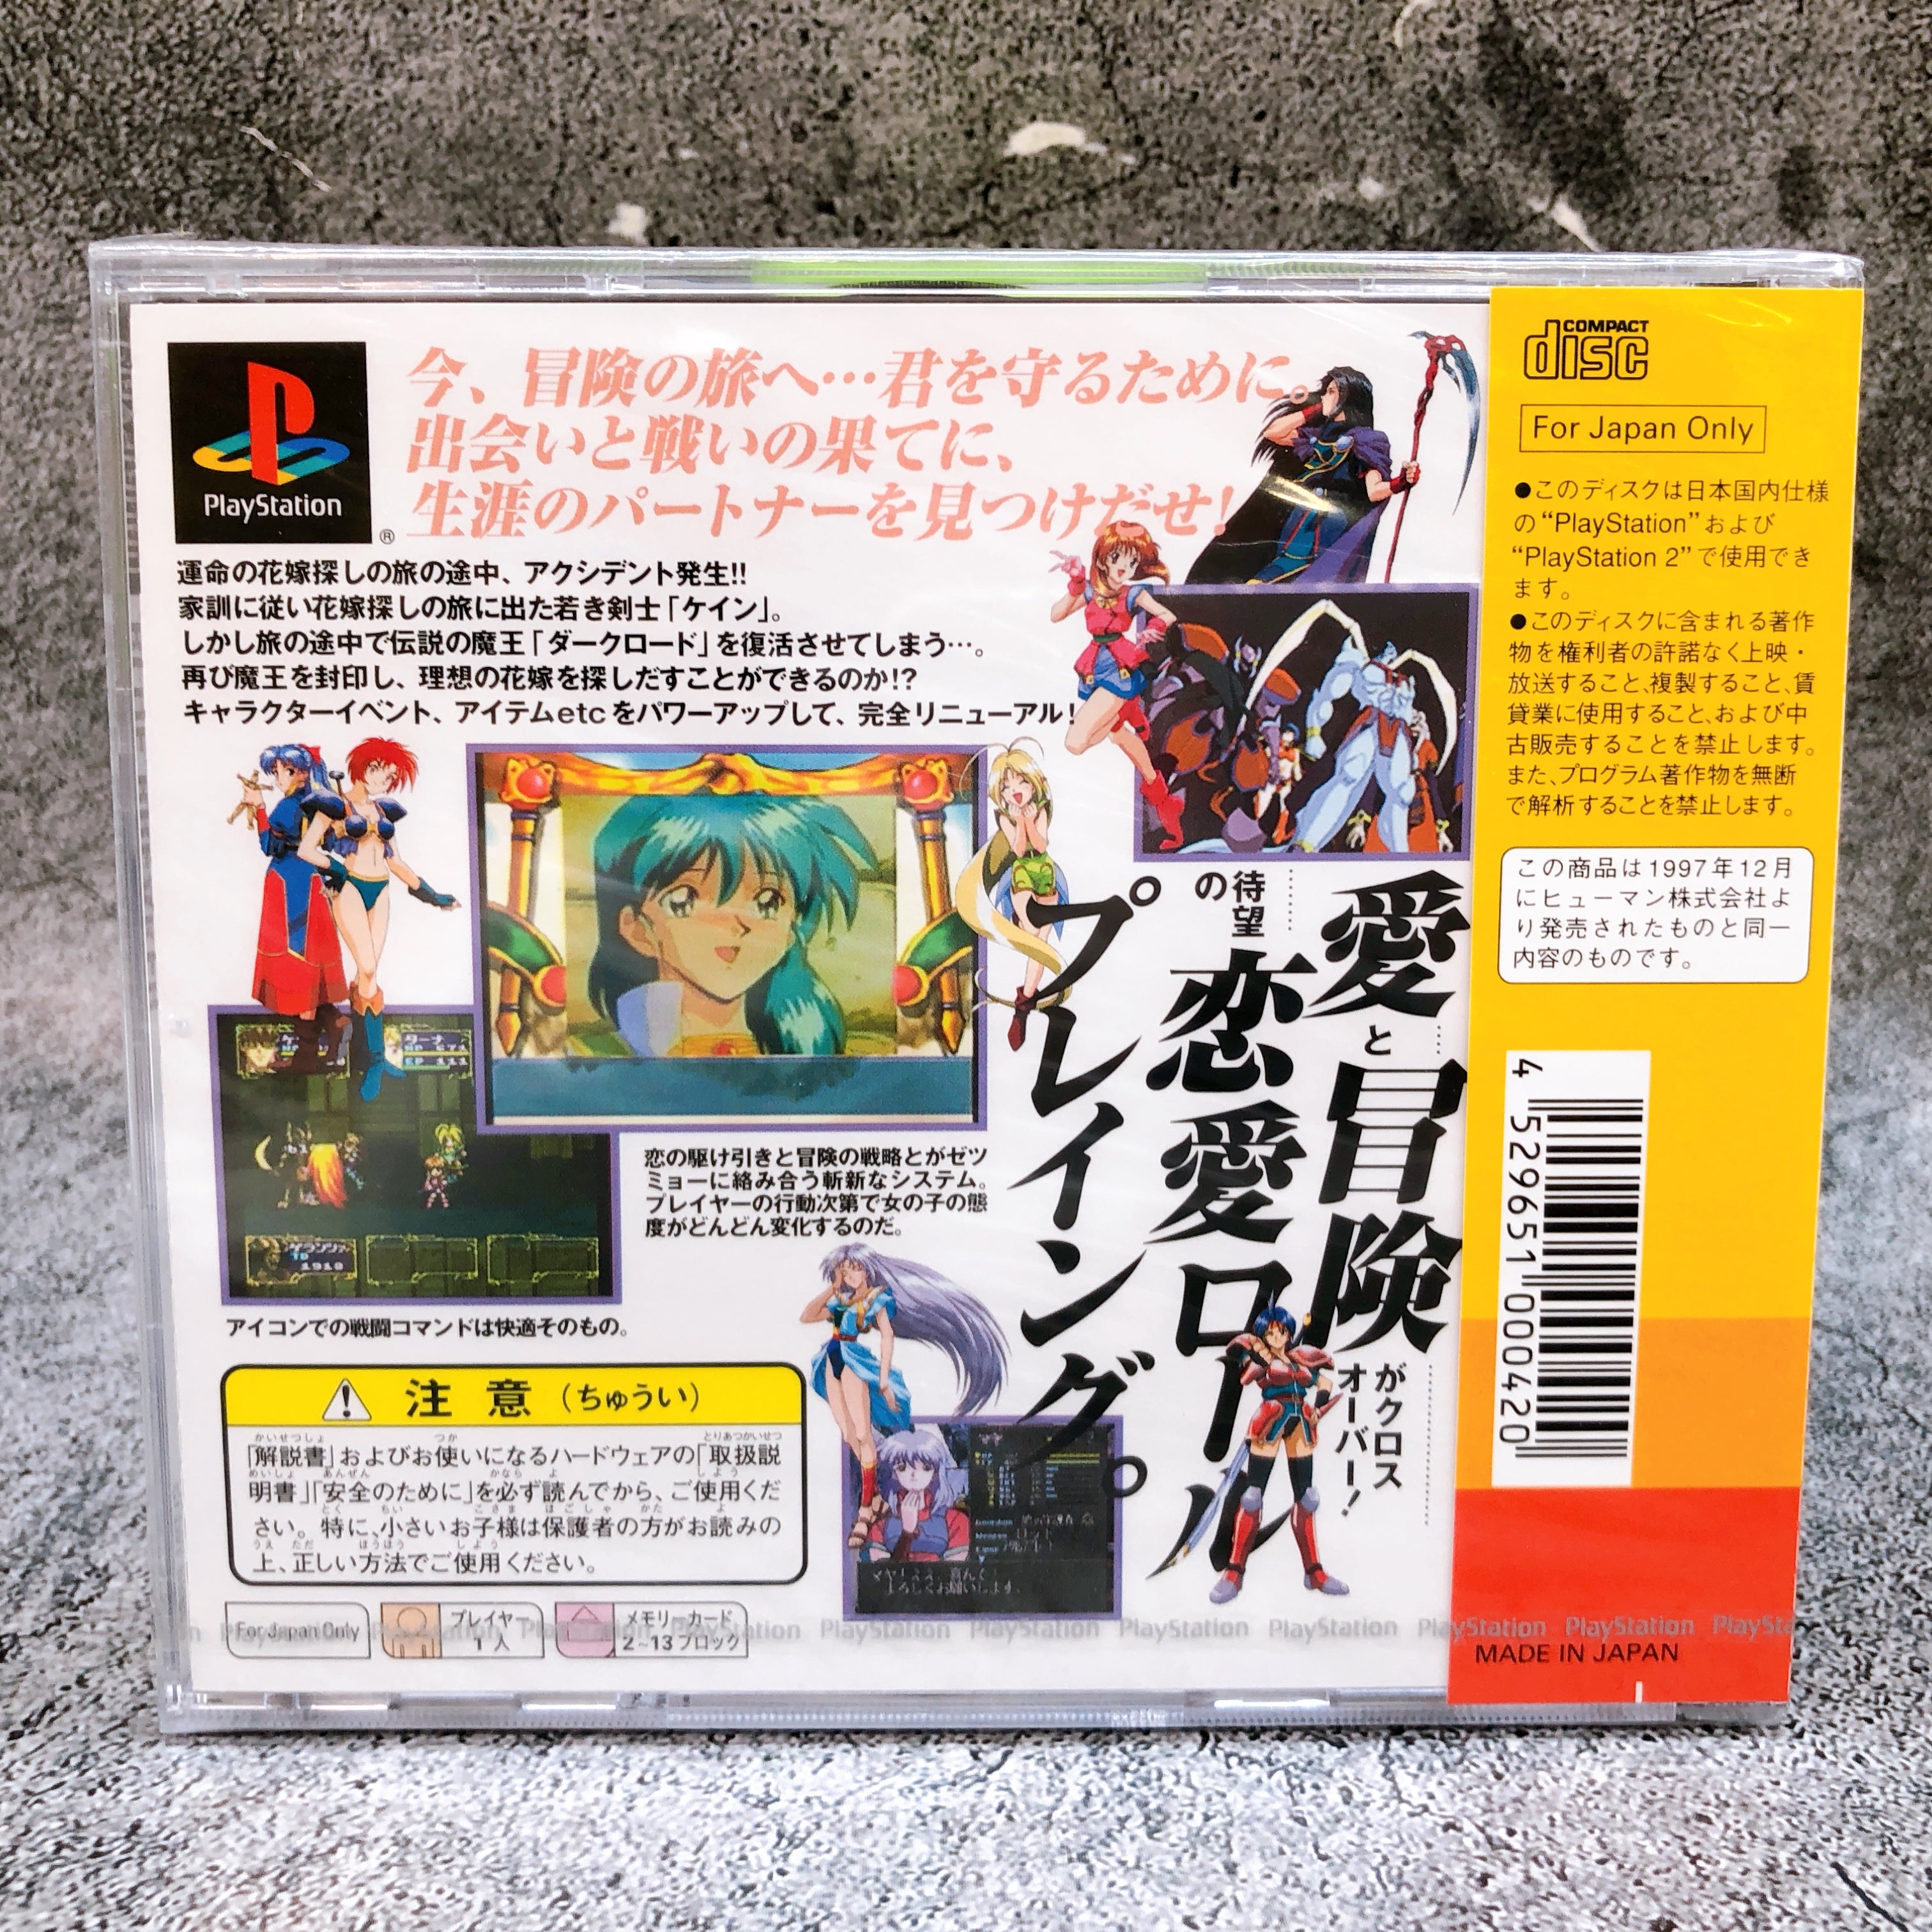 PlayStation
®
今、冒険の旅へ…君を守るために。
出会いと戦いの果てに、
生涯のパートナーを見つけだせ!
運命の花嫁探しの旅の途中、アクシデント発生!!
家訓に従い花嫁探しの旅に出た若き剣士「ケイン」。
しかし旅の途中で伝説の魔王「ダークロード」を復活させてしまう…。
再び魔王を封印し、理想の花嫁を探しだすことができるのか!?
キャラクターイベント、アイテムetcをパワーアップして、完全リニューアル!
愛と冒険がクロスオーバー!
待望の恋愛ロール
プレイング。
恋の駆け引きと冒険の戦略とがゼツ
ミョーに絡み合う斬新なシステム。
プレイヤーの行動次第で女の子の態
度がどんどん変化するのだ。
1910
アイコンでの戦闘コマンドは快適そのもの。
よろしくお願いします。
注意(ちゅうい)
「解説書」およびお使いになるハードウェアの「取扱説
明書」「安全のために」を必ず読んでから、ご使用くだ
さい。特に、小さいお子様は保護者の方がお読みの
上、正しい方法でご使用ください。
For Japan Only
プレイヤー
1人
メモリーカード
2~13ブロック
PlayStation PlayStation PlayStation PlayStation PlayStation PlayStation
COMPACT
disc
For Japan Only
●このディスクは日本国内仕様
の“PlayStation”および
“PlayStation 2”で使用でき
ます。
●このディスクに含まれる著作
物を権利者の許諾なく上映・
放送すること、複製すること、賃
貸業に使用すること、および中
古販売することを禁止します。
また、プログラム著作物を無断
で解析することを禁止します。
この商品は1997年12月
にヒューマン株式会社よ
り発売されたものと同一
内容のものです。
4 529651 000420
MADE IN JAPAN